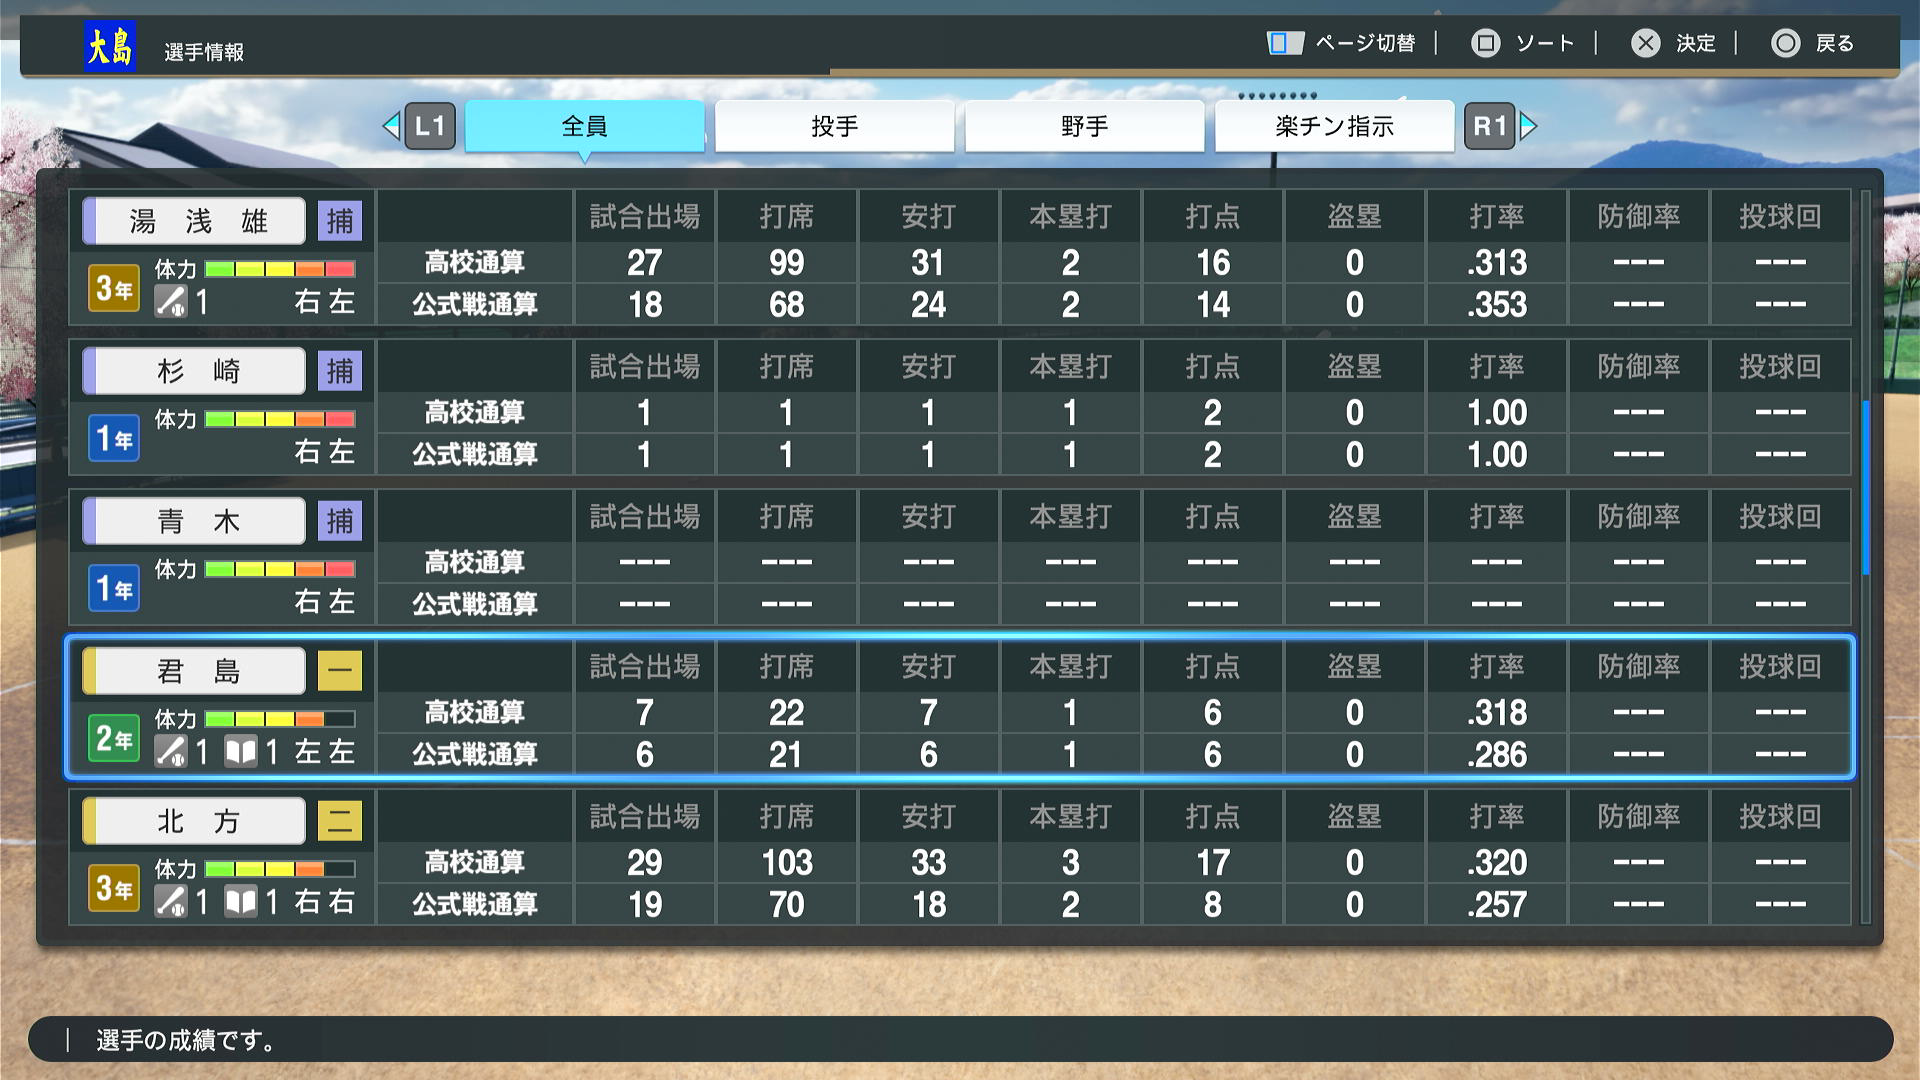 大島 選手情報 ページ切替 ソート 決定 戻る
L1 全員 投手 野手 楽チン指示 R1
湯浅雄 捕 試合出場 打席 安打 本塁打 打点 盗塁 打率 防御率 投球回
3年 体力 高校通算 27 99 31 2 16 0 .313 --- ---
1 右左 公式戦通算 18 68 24 2 14 0 .353 --- ---
杉崎 捕 試合出場 打席 安打 本塁打 打点 盗塁 打率 防御率 投球回
1年 体力 高校通算 1 1 1 1 2 0 1.00 --- ---
右左 公式戦通算 1 1 1 1 2 0 1.00 --- ---
青木 捕 試合出場 打席 安打 本塁打 打点 盗塁 打率 防御率 投球回
1年 体力 高校通算 --- --- --- --- --- --- --- --- ---
右左 公式戦通算 --- --- --- --- --- --- --- --- ---
君島 一 試合出場 打席 安打 本塁打 打点 盗塁 打率 防御率 投球回
2年 体力 高校通算 7 22 7 1 6 0 .318 --- ---
1 1 左左 公式戦通算 6 21 6 1 6 0 .286 --- ---
北方 二 試合出場 打席 安打 本塁打 打点 盗塁 打率 防御率 投球回
3年 体力 高校通算 29 103 33 3 17 0 .320 --- ---
1 1 右右 公式戦通算 19 70 18 2 8 0 .257 --- ---
選手の成績です。